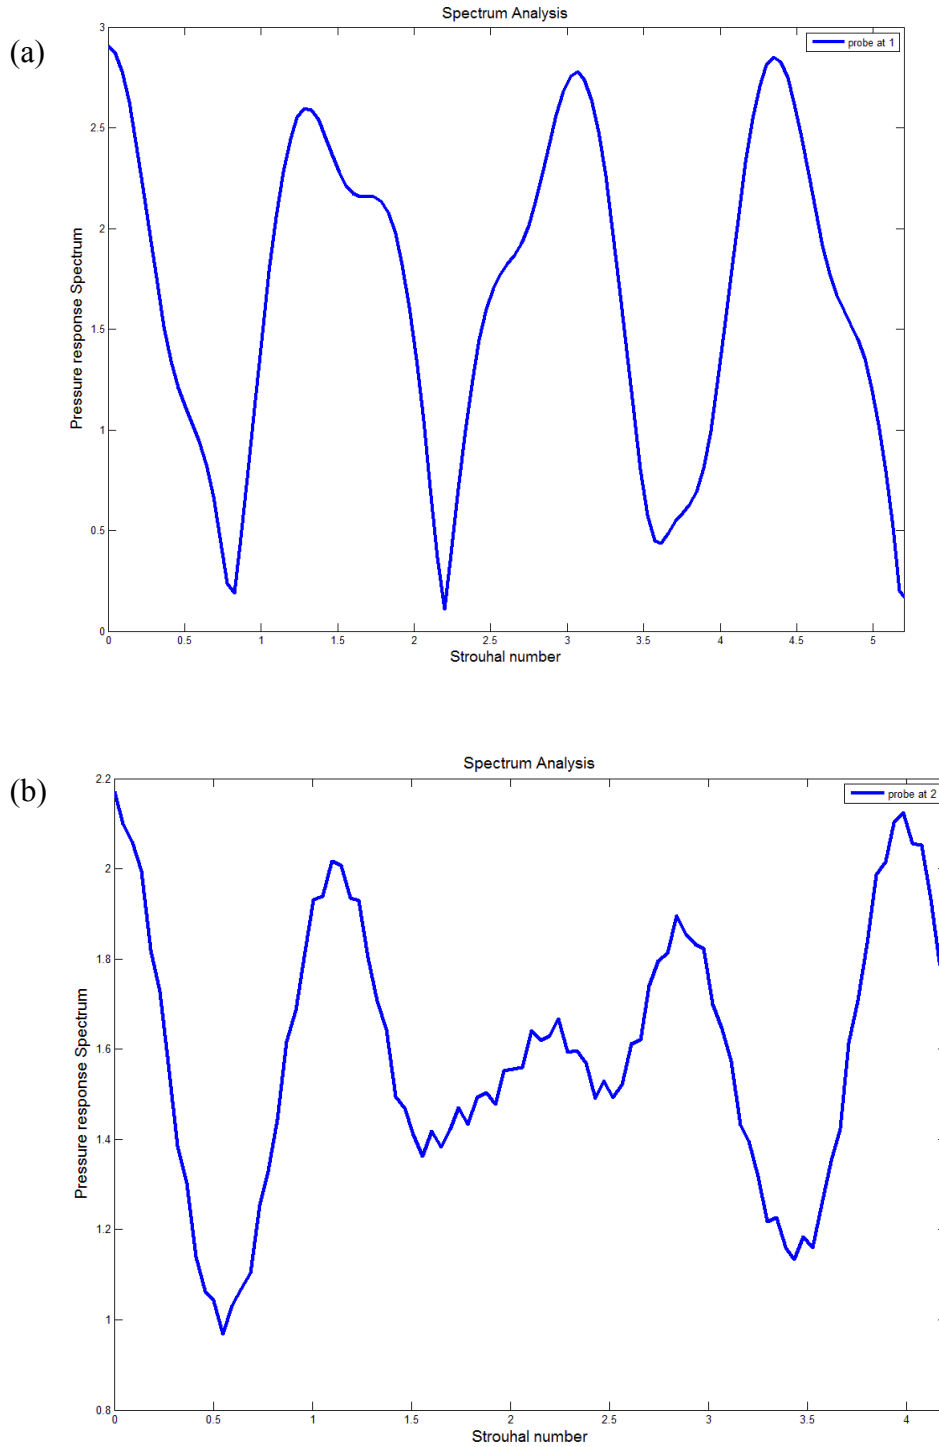 (a)
Spectrum Analysis
probe at 1
Pressure response Spectrum
3
2.5
2
1.5
1
0.5
0
0 0.5 1 1.5 2 2.5 3 3.5 4 4.5 5
Strouhal number
(b)
Spectrum Analysis
probe at 2
Pressure response Spectrum
2.2
2
1.8
1.6
1.4
1.2
1
0.8
0 0.5 1 1.5 2 2.5 3 3.5 4
Strouhal number